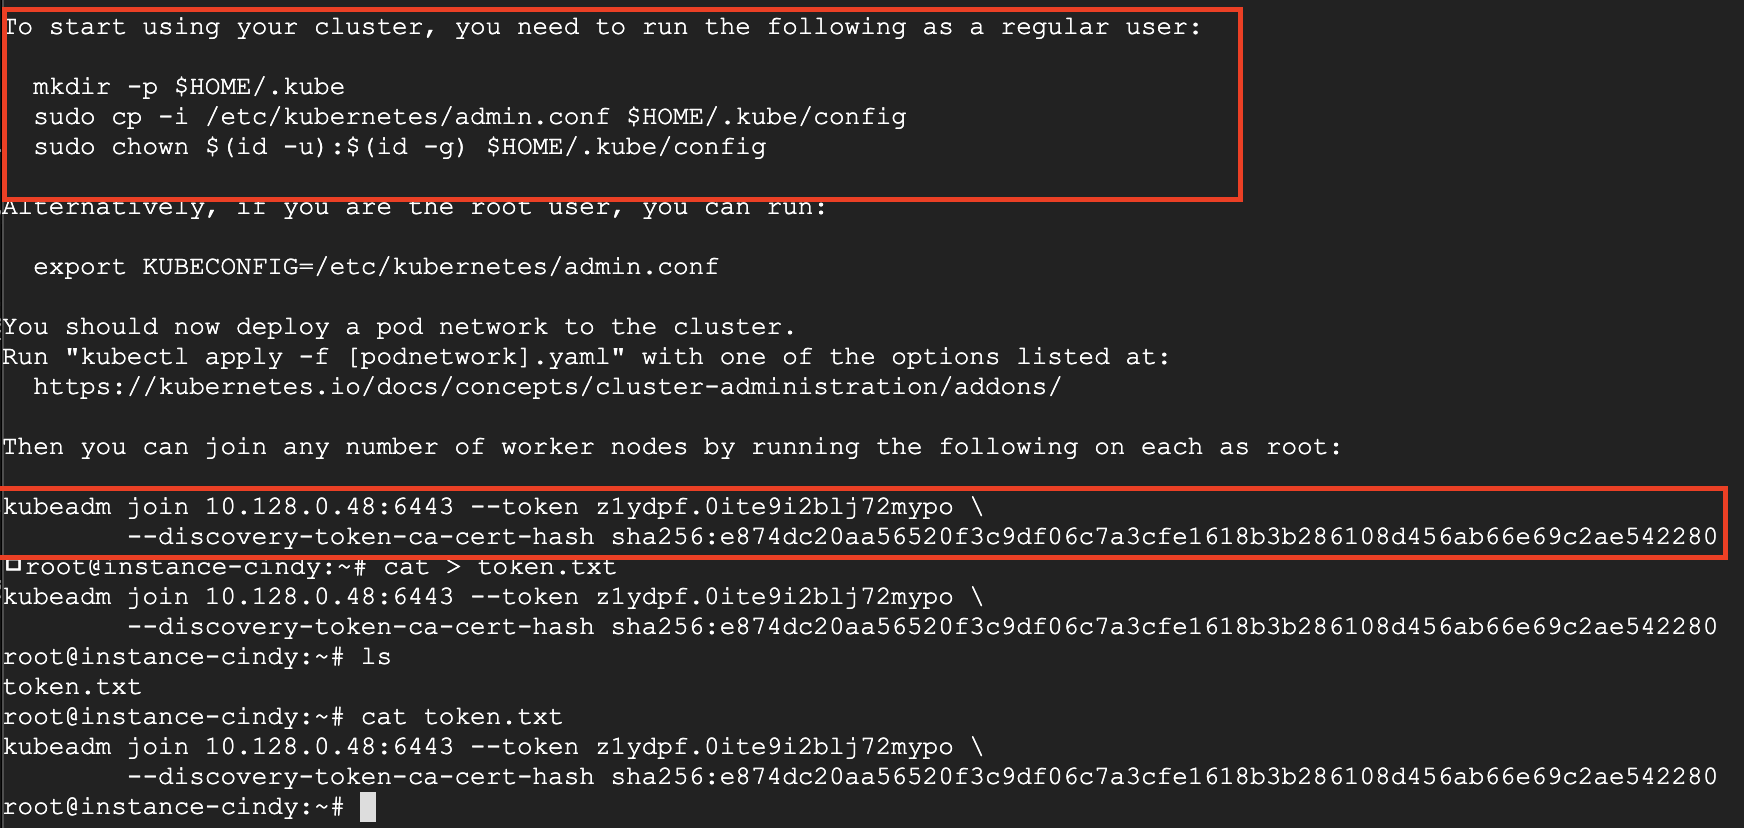 To start using your cluster, you need to run the following as a regular user:
mkdir -p $HOME/.kube
sudo cp -i /etc/kubernetes/admin.conf $HOME/.kube/config
sudo chown $(id -u):$(id -g) $HOME/.kube/config
Alternatively, if you are the root user, you can run:
export KUBECONFIG=/etc/kubernetes/admin.conf
You should now deploy a pod network to the cluster.
Run "kubectl apply -f [podnetwork].yaml" with one of the options listed at:
https://kubernetes.io/docs/concepts/cluster-administration/addons/
Then you can join any number of worker nodes by running the following on each as root:
kubeadm join 10.128.0.48:6443 --token z1ydpf.0ite9i2blj72mypo \
--discovery-token-ca-cert-hash sha256:e874dc20aa56520f3c9df06c7a3cfe1618b3b286108d456ab66e69c2ae542280
root@instance-cindy:~# cat > token.txt
kubeadm join 10.128.0.48:6443 --token z1ydpf.0ite9i2blj72mypo \
--discovery-token-ca-cert-hash sha256:e874dc20aa56520f3c9df06c7a3cfe1618b3b286108d456ab66e69c2ae542280
root@instance-cindy:~# ls
token.txt
root@instance-cindy:~# cat token.txt
kubeadm join 10.128.0.48:6443 --token z1ydpf.0ite9i2blj72mypo \
--discovery-token-ca-cert-hash sha256:e874dc20aa56520f3c9df06c7a3cfe1618b3b286108d456ab66e69c2ae542280
root@instance-cindy:~#